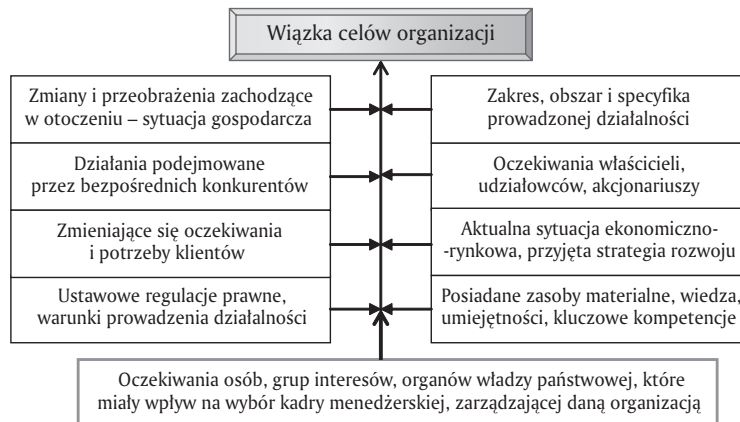 Wiązka celów organizacji
Zmiany i przeobrażenia zachodzące
w otoczeniu – sytuacja gospodarcza
Działania podejmowane
przez bezpośrednich konkurentów
Zmieniające się oczekiwania
i potrzeby klientów
Ustawowe regulacje prawne,
warunki prowadzenia działalności
Zakres, obszar i specyfika
prowadzonej działalności
Oczekiwania właścicieli,
udziałowców, akcjonariuszy
Aktualna sytuacja ekonomiczno-
-rynkowa, przyjęta strategia rozwoju
Posiadane zasoby materialne, wiedza,
umiejętności, kluczowe kompetencje
Oczekiwania osób, grup interesów, organów władzy państwowej, które
miały wpływ na wybór kadry menedżerskiej, zarządzającej daną organizacją